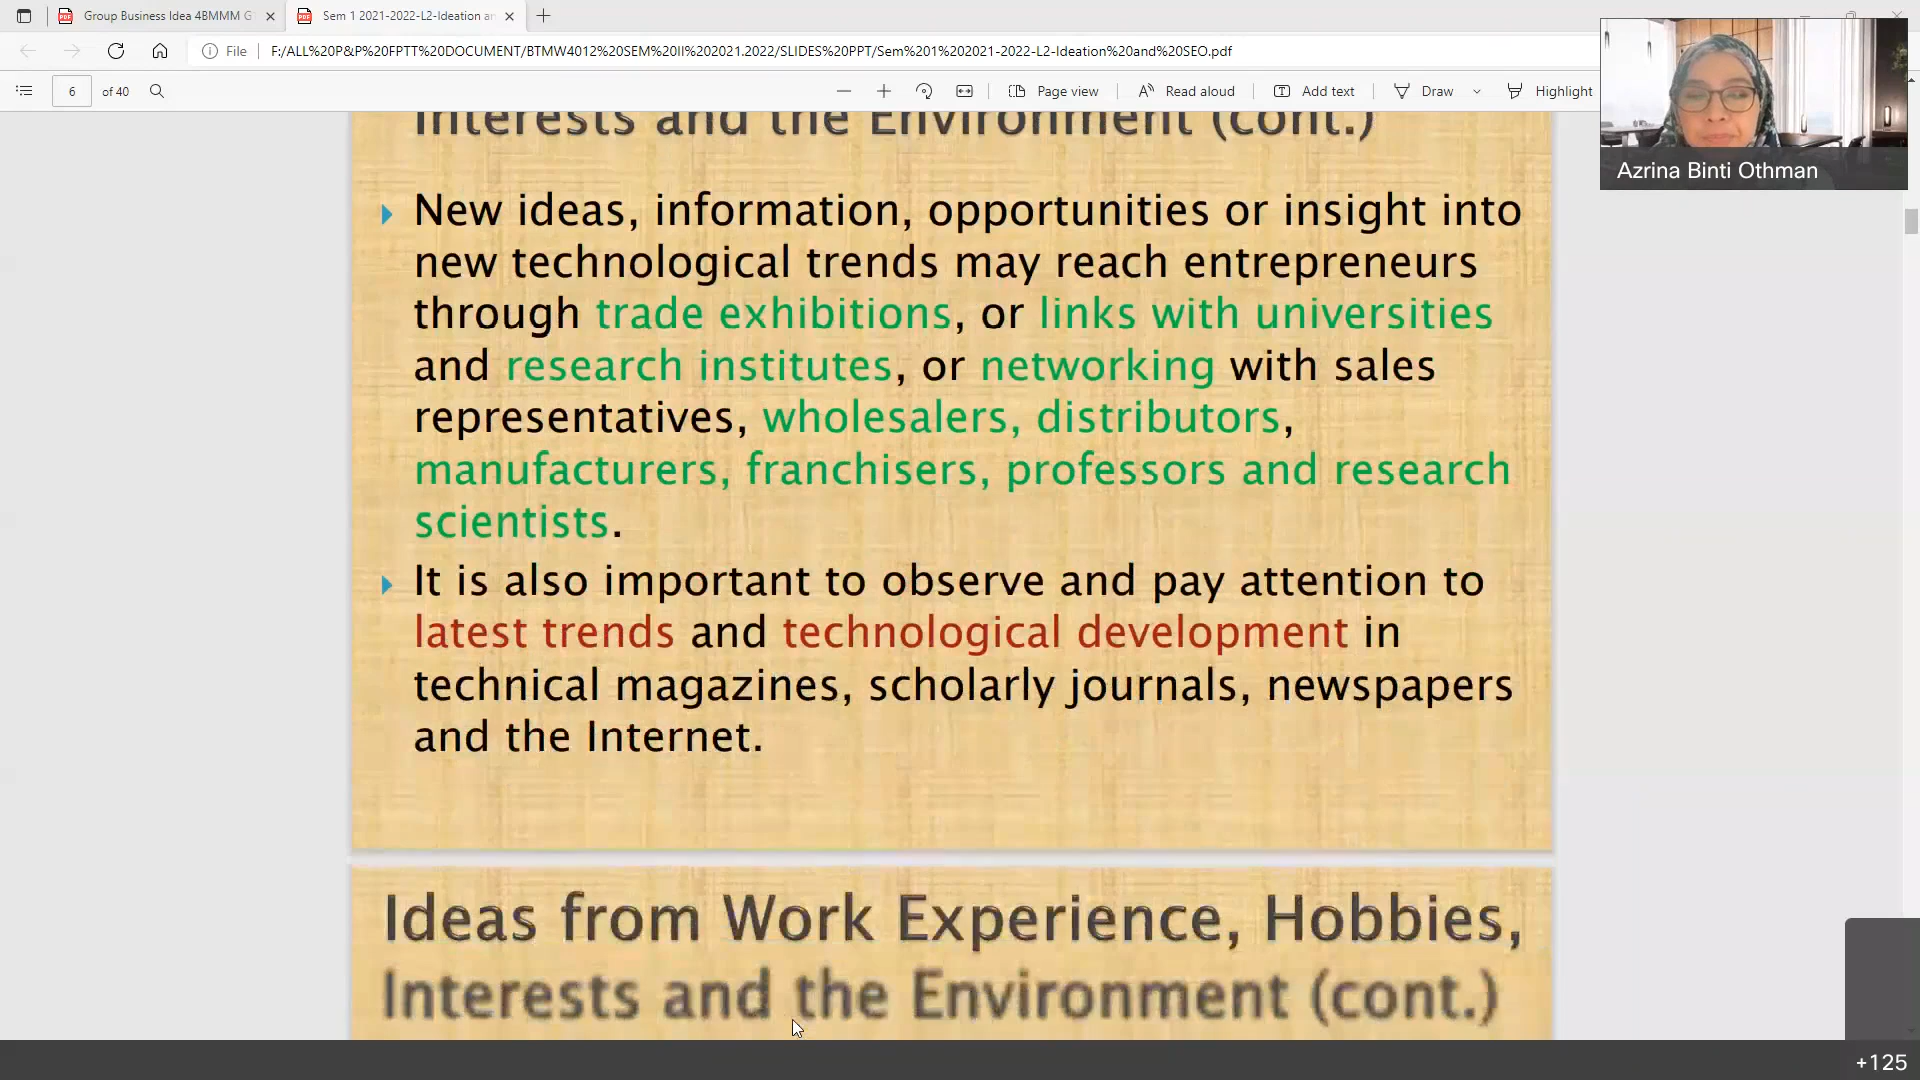 Group Business Idea 4BMMM G
Sem 1 2021-2022-L2-Ideation an
File
F:/ALL%20P&P%20FPTT%20DOCUMENT/BTMW4012%20SEM%20II%202021.2022/SLIDES%20PPT/Sem%201%202021-2022-L2-Ideation%20and%20SEO.pdf
6 of 40
Page view
Read aloud
Add text
Draw
Highlight
Azrina Binti Othman
Interests and the Environment (cont.)
New ideas, information, opportunities or insight into
new technological trends may reach entrepreneurs
through trade exhibitions, or links with universities
and research institutes, or networking with sales
representatives, wholesalers, distributors,
manufacturers, franchisers, professors and research
scientists.
It is also important to observe and pay attention to
latest trends and technological development in
technical magazines, scholarly journals, newspapers
and the Internet.
Ideas from Work Experience, Hobbies,
Interests and the Environment (cont.)
+125